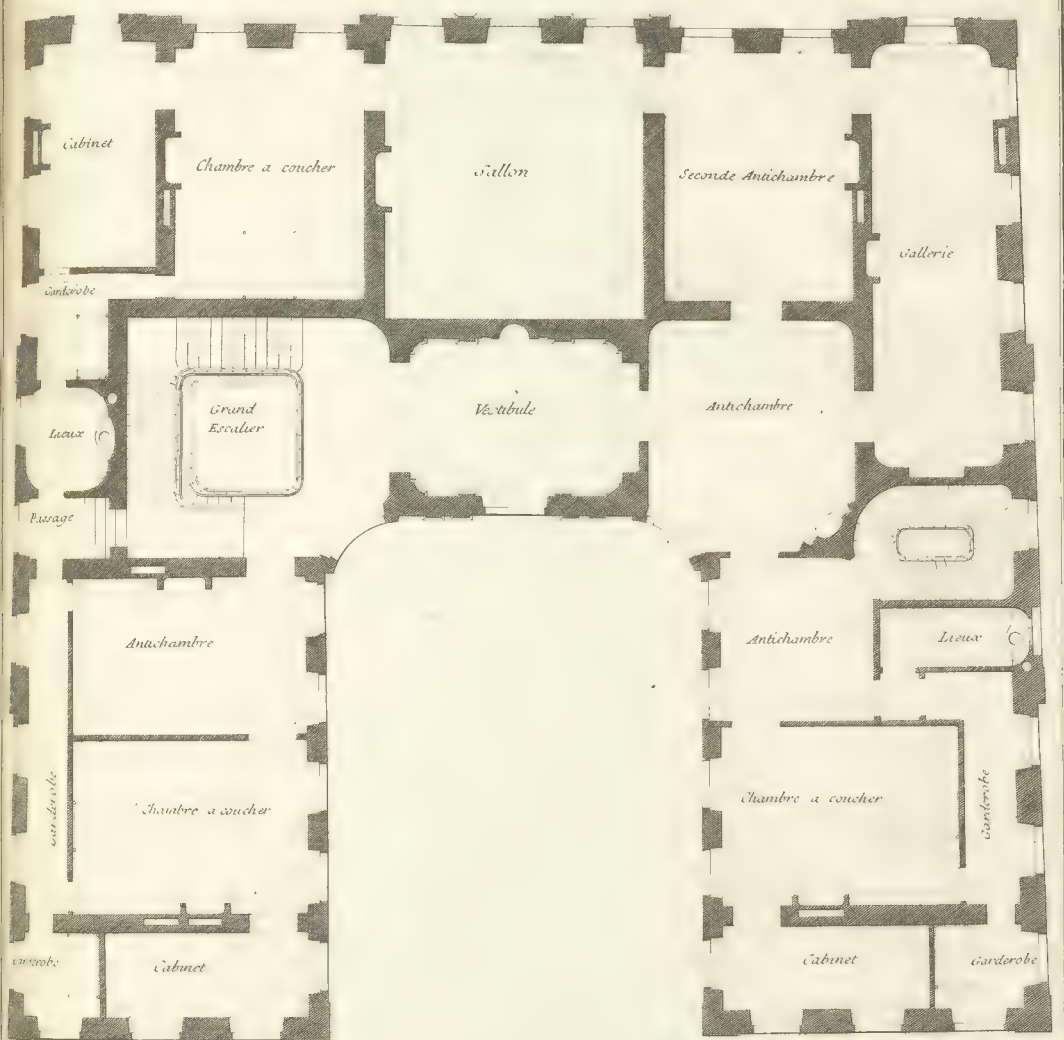 Cabinet
Chambre a coucher
Sallon
Seconde Antichambre
Gallerie
Garderobe
Grand
Escalier
Vestibule
Antichambre
Lieux
Passage
Antichambre
Antichambre
Lieux
Garderobe
Chambre a coucher
Chambre a coucher
Garderobe
Garderobe
Cabinet
Cabinet
Garderobe